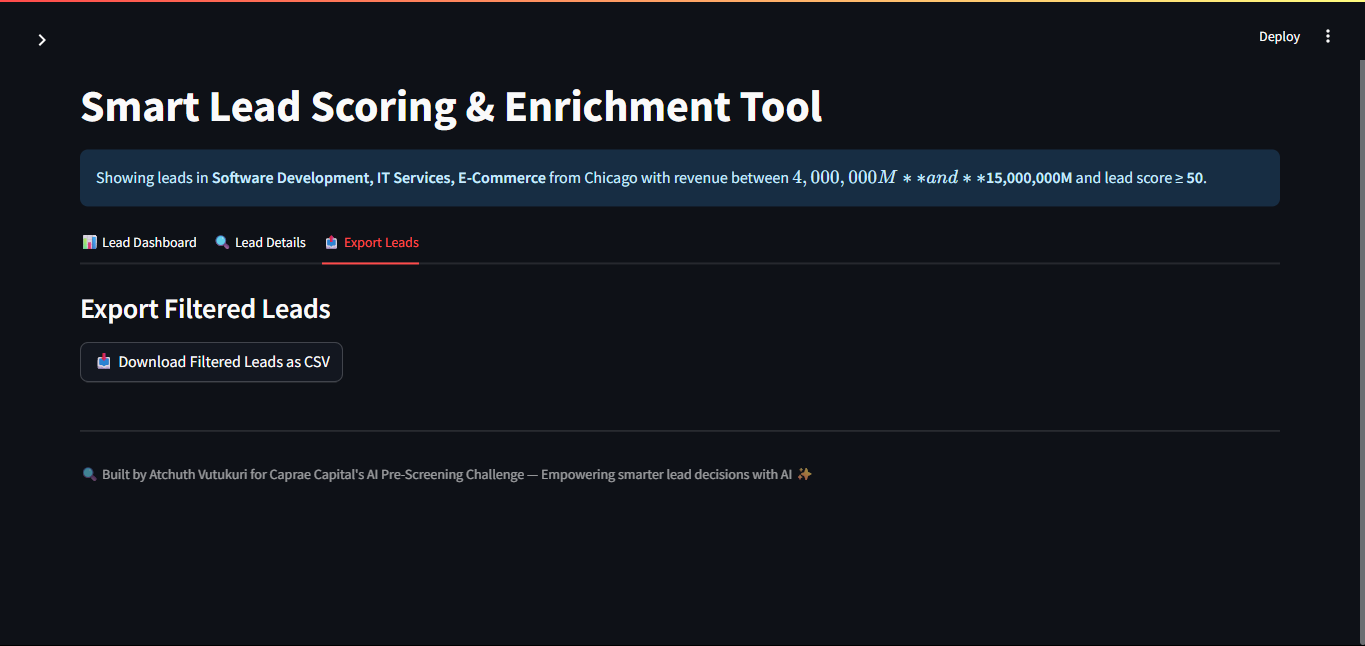 Deploy
Smart Lead Scoring & Enrichment Tool
Showing leads in Software Development, IT Services, E-Commerce from Chicago with revenue between 4,000,000M**and**15,000,000M and lead score ≥ 50.
Lead Dashboard Lead Details Export Leads
Export Filtered Leads
Download Filtered Leads as CSV
Built by Atchuth Vutukuri for Caprae Capital's AI Pre-Screening Challenge — Empowering smarter lead decisions with AI